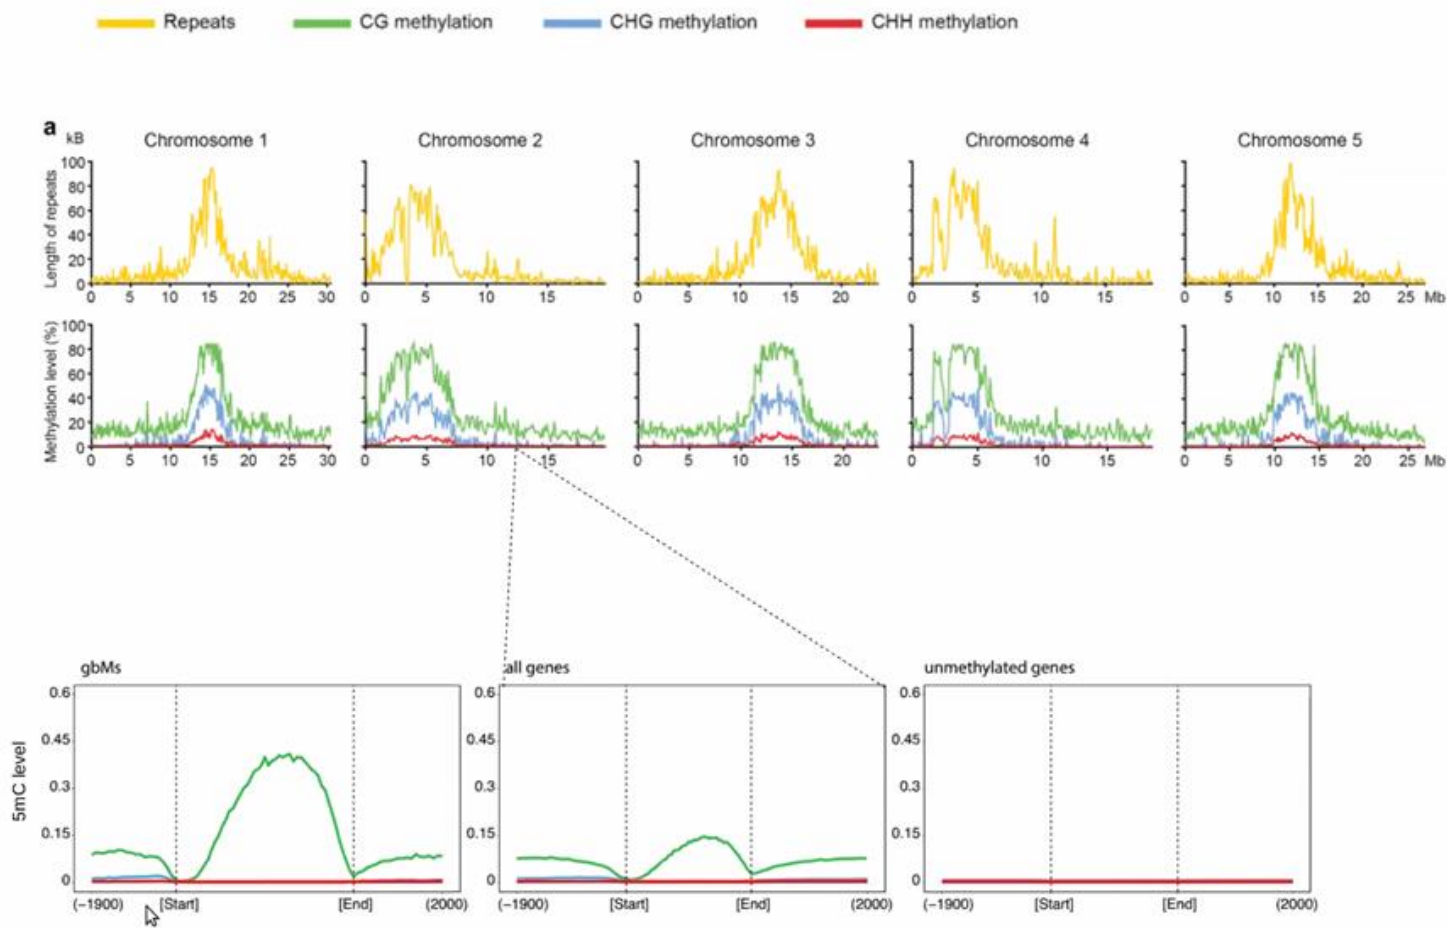 Repeats CG methylation CHG methylation CHH methylation
a
kB Chromosome 1 Chromosome 2 Chromosome 3 Chromosome 4 Chromosome 5
Length of repeats
100
80
60
40
20
0
0 5 10 15 20 25 30 0 5 10 15 0 5 10 15 20 0 5 10 15 0 5 10 15 20 25 Mb
Methylation level (%)
100
80
60
40
20
0
0 5 10 15 20 25 30 0 5 10 15 0 5 10 15 20 0 5 10 15 0 5 10 15 20 25 Mb
gbMs all genes unmethylated genes
5mC level
0.6 0.6 0.6
0.45 0.45 0.45
0.3 0.3 0.3
0.15 0.15 0.15
0 0 0
(−1900) [Start] [End] (2000) (−1900) [Start] [End] (2000) (−1900) [Start] [End] (2000)